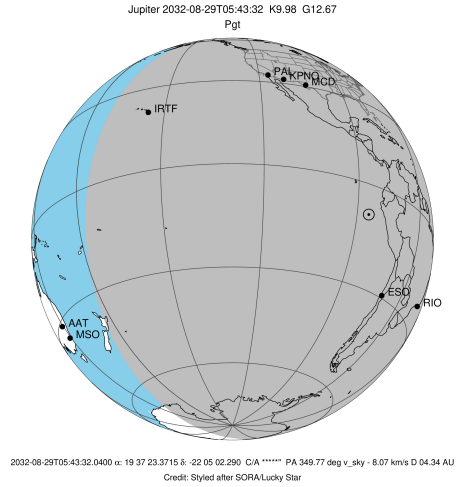 Jupiter 2032-08-29T05:43:32 K9.98 G12.67
Pgt
PAL
KPNO
MCD
IRTF
ESO
RIO
AAT
MSO
2032-08-29T05:43:32.0400 α: 19 37 23.3715 δ: -22 05 02.290 C/A *****" PA 349.77 deg v_sky - 8.07 km/s D 04.34 AU
Credit: Styled after SORA/Lucky Star